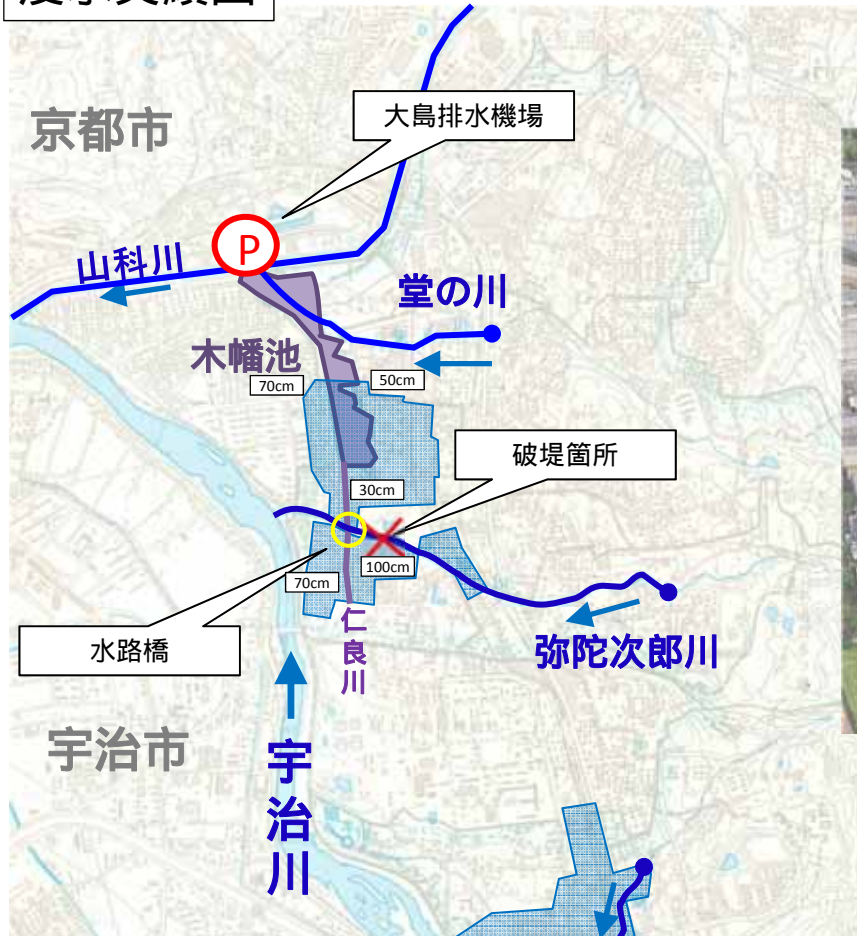 浸水実績図
京都市
大島排水機場
P
山科川
堂の川
木幡池
70cm
50cm
破堤箇所
30cm
100cm
70cm
仁良川
水路橋
弥陀次郎川
宇治市
宇治川